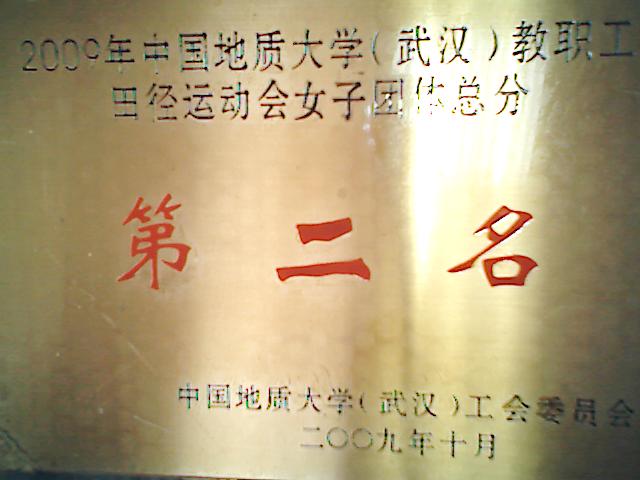 2009年中国地质大学(武汉)教职工
田径运动会女子团体总分
第二名
中国地质大学(武汉)工会委员会
二〇〇九年十月